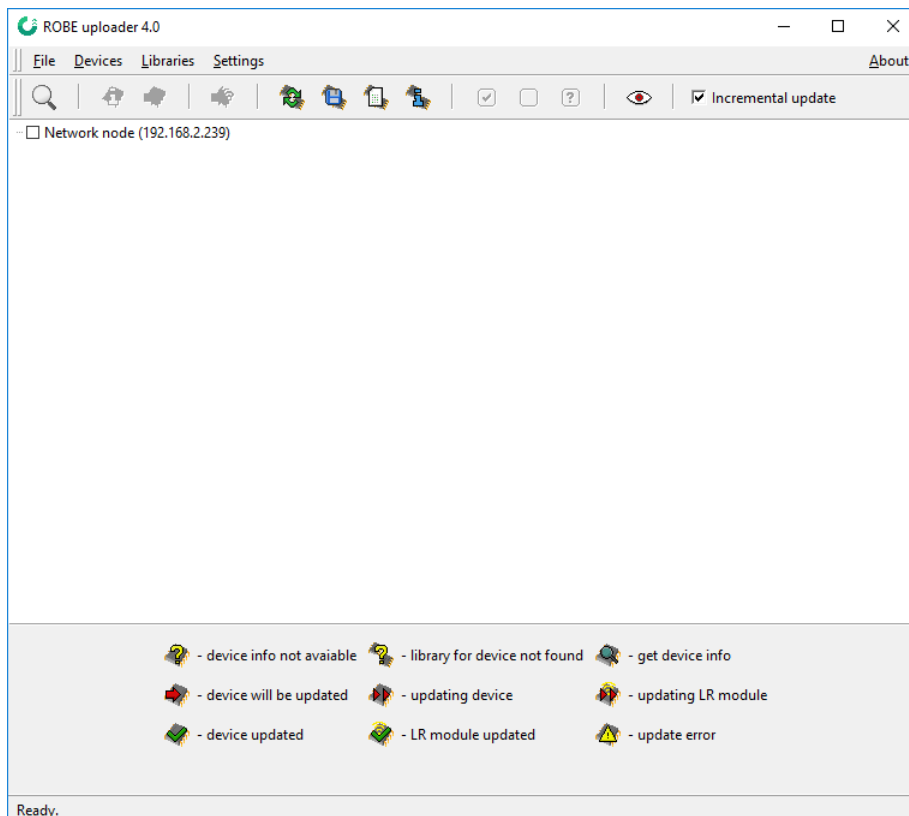 ROBE uploader 4.0
File Devices Libraries Settings About
Incremental update
Network node (192.168.2.239)
- device info not avaiable - library for device not found - get device info
- device will be updated - updating device - updating LR module
- device updated - LR module updated - update error
Ready.